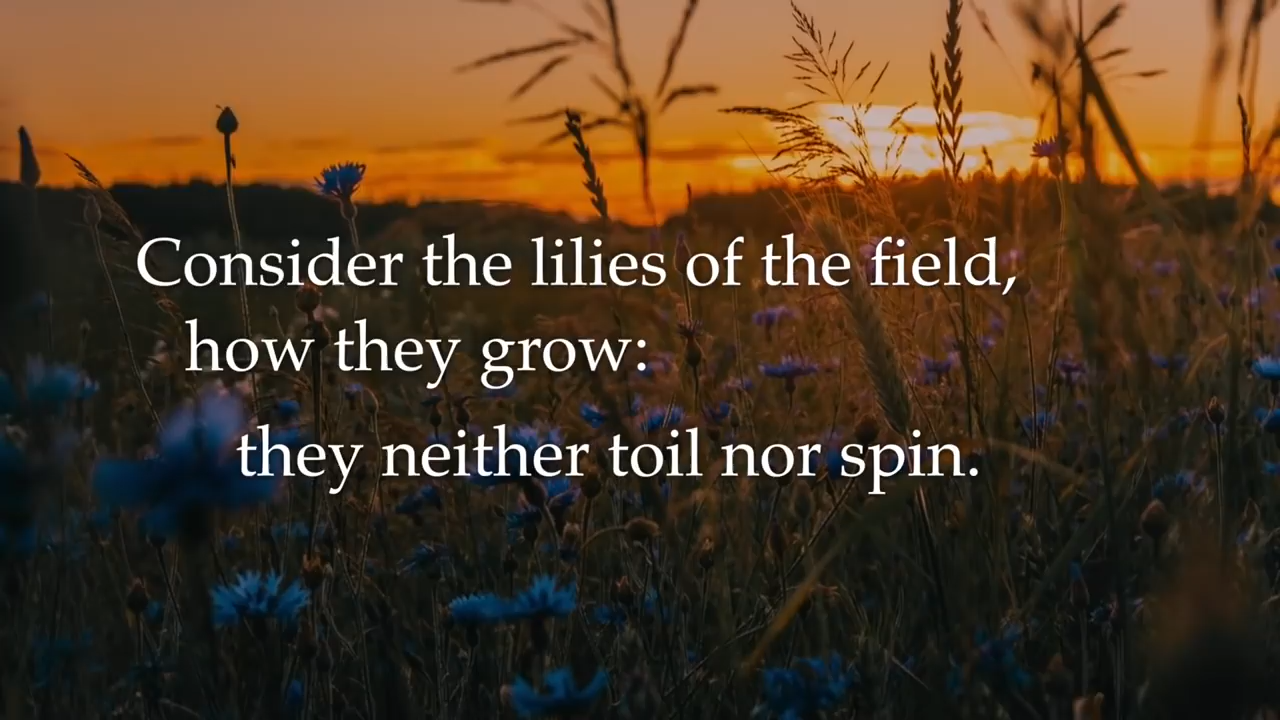 Consider the lilies of the field,
how they grow:
they neither toil nor spin.